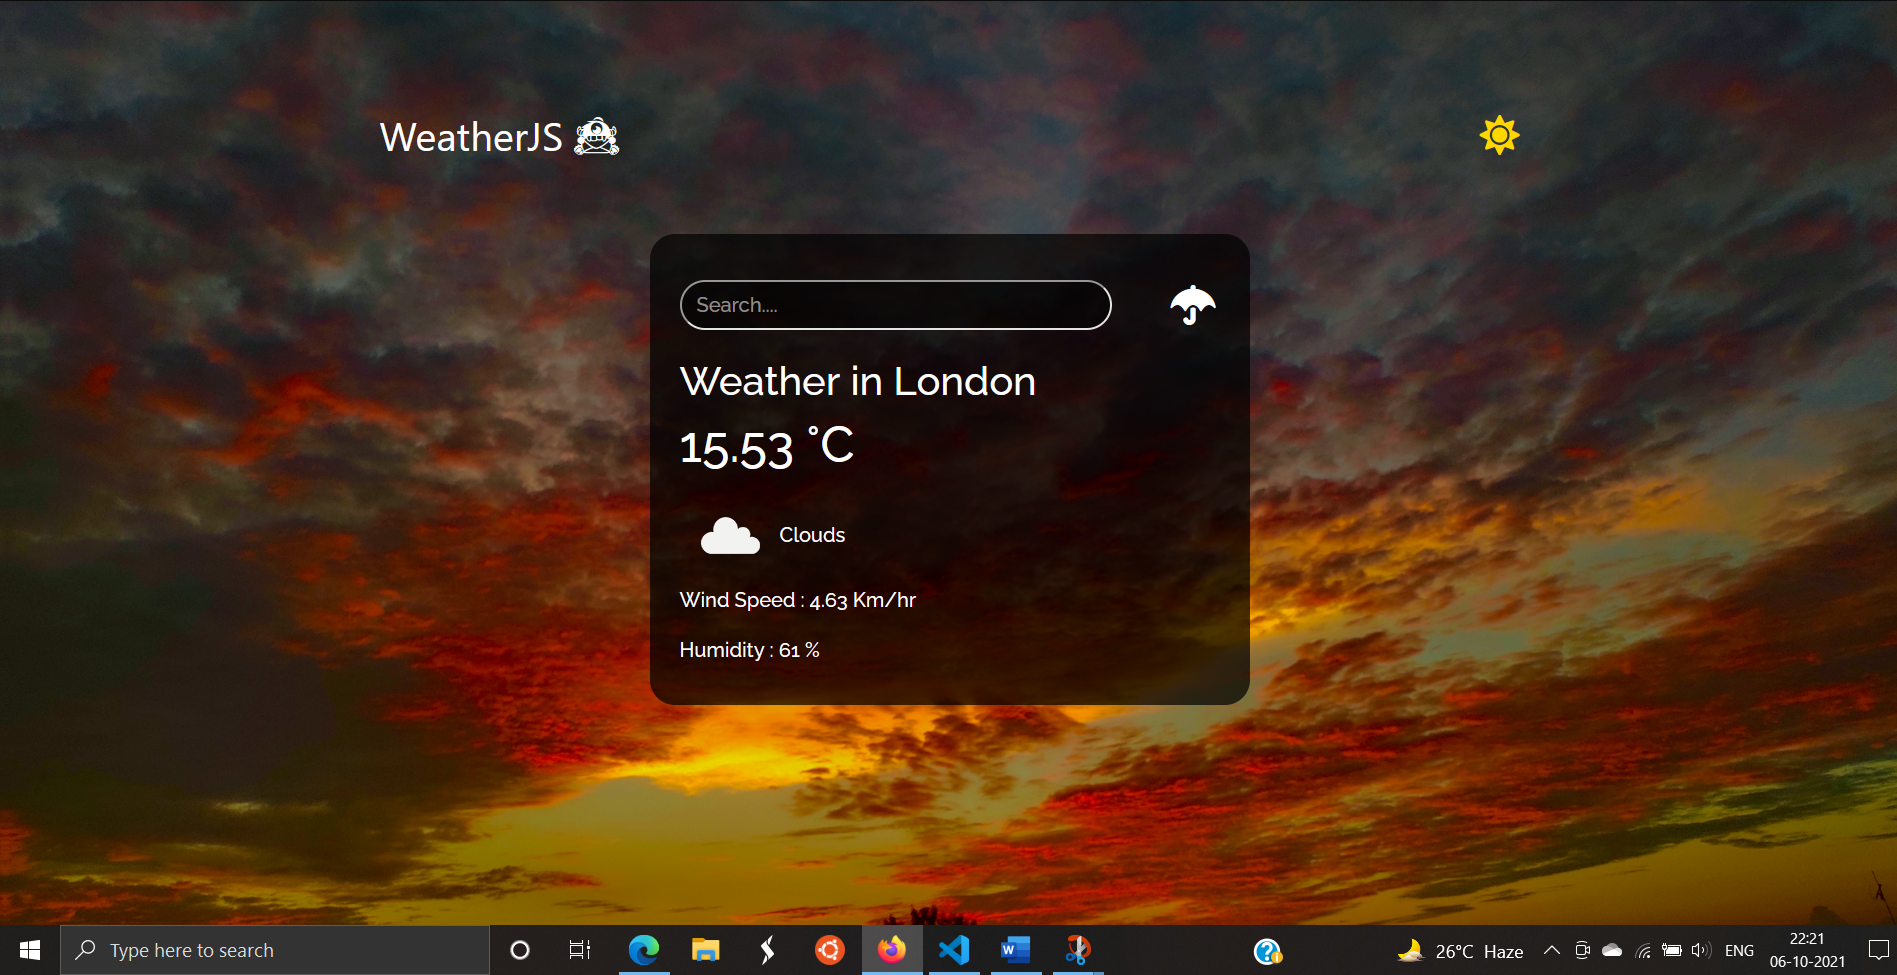 WeatherJS
Search....
Weather in London
15.53 °C
Clouds
Wind Speed : 4.63 Km/hr
Humidity : 61 %
Type here to search
26°C Haze
ENG
22:21
06-10-2021